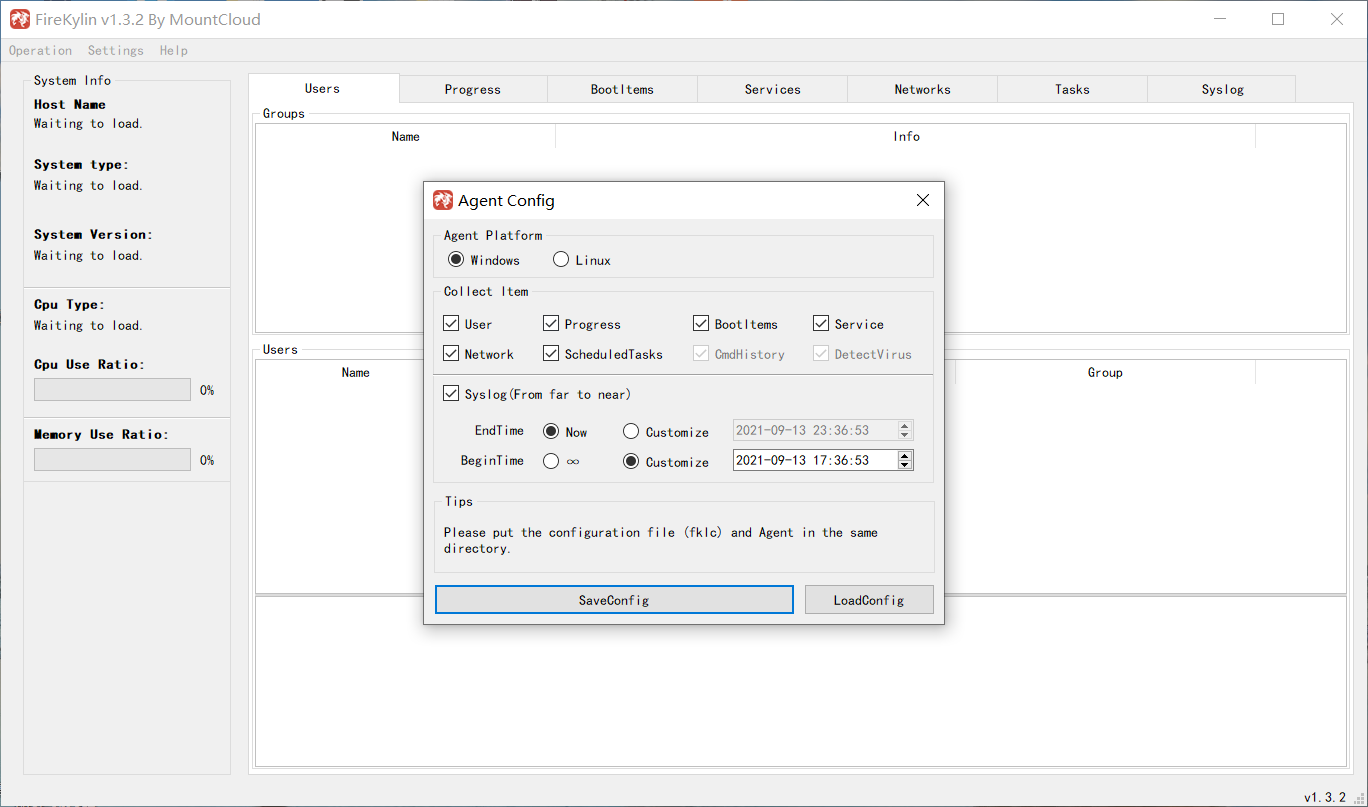 FireKylin v1.3.2 By MountCloud
Operation Settings Help
System Info
Host Name
Waiting to load.
System type:
Waiting to load.
System Version:
Waiting to load.
Cpu Type:
Waiting to load.
Cpu Use Ratio:
0%
Memory Use Ratio:
0%
Users Progress BootItems Services Networks Tasks Syslog
Groups
Name Info
Users
Name Group
Agent Config
Agent Platform
Windows Linux
Collect Item
User Progress BootItems Service
Network ScheduledTasks CmdHistory DetectVirus
Syslog(From far to near)
EndTime Now Customize 2021-09-13 23:36:53
BeginTime ∞ Customize 2021-09-13 17:36:53
Tips
Please put the configuration file (fklc) and Agent in the same
directory.
SaveConfig LoadConfig
v1.3.2